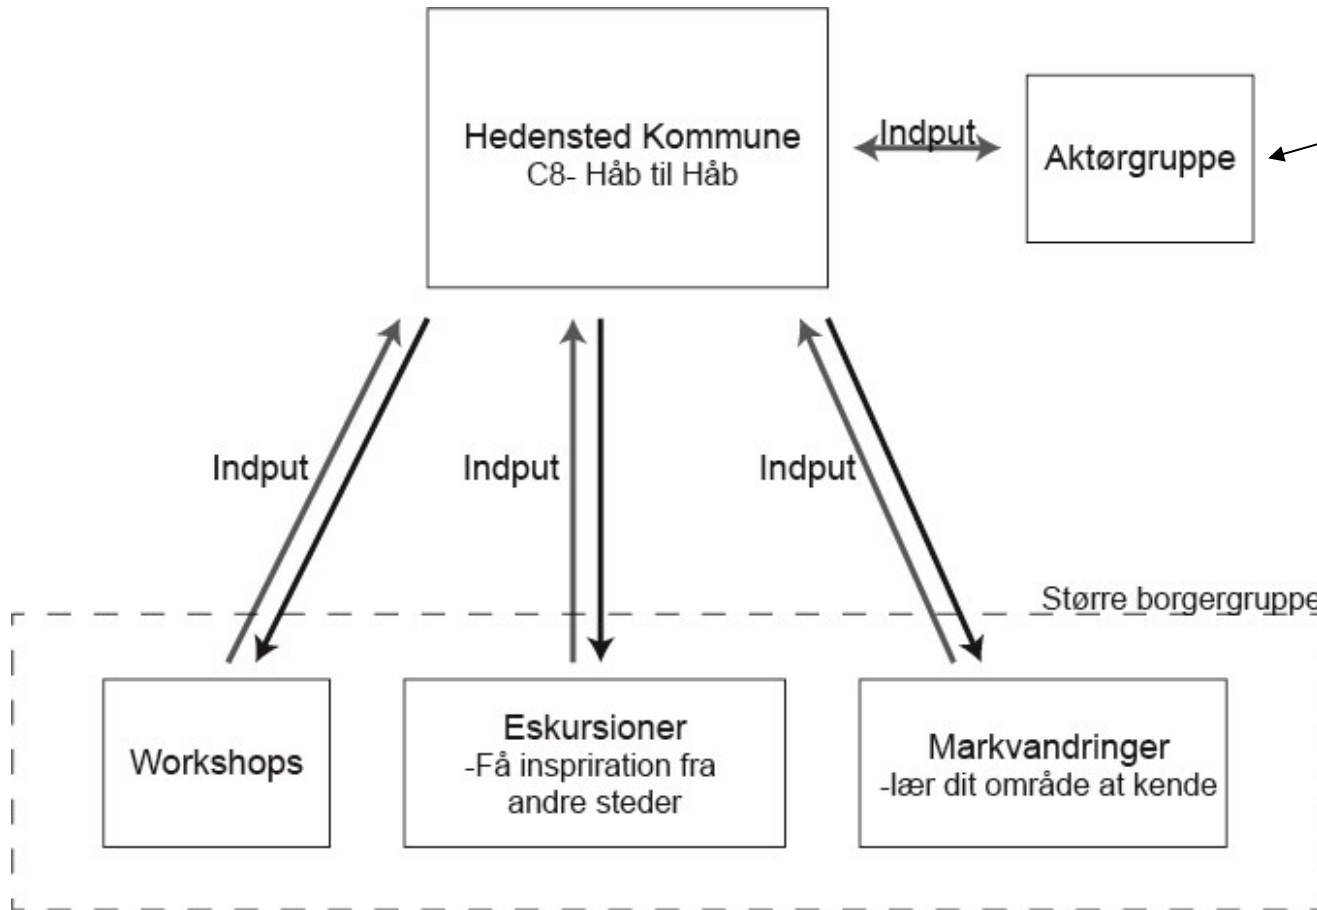 Hedensted Kommune
C8- Håb til Håb
Indput
Aktørgruppe
Indput
Indput
Indput
Større borgergruppe
Workshops
Eskursioner
-Få inspriration fra
andre steder
Markvandringer
-lær dit område at kende